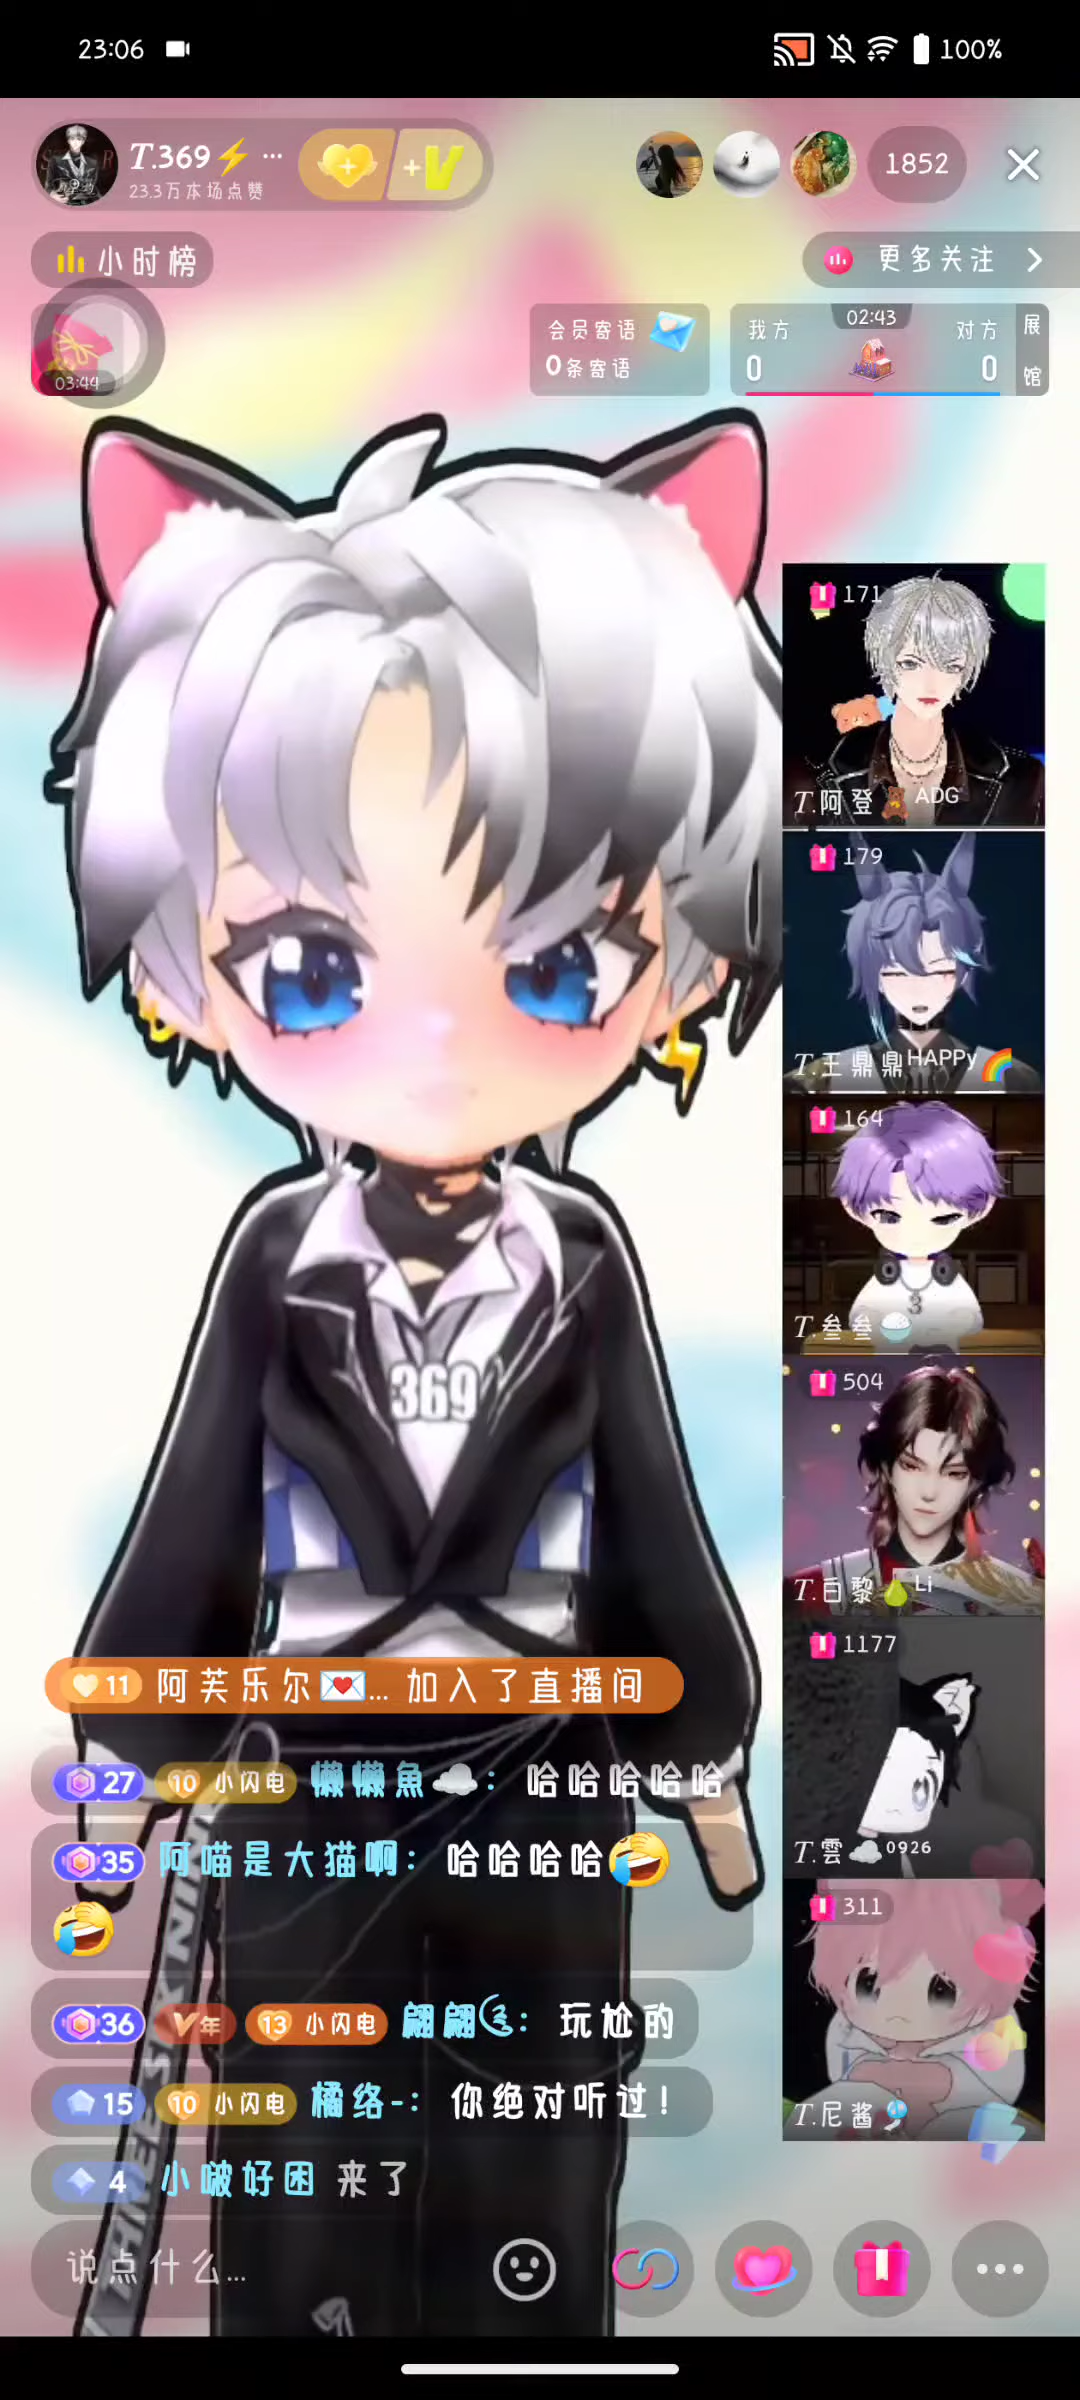 23:06
100%
T.369⚡ ...
23.3万本场点赞
+V
1852
小时榜
更多关注
03:44
会员寄语
0条寄语
我方
02:43
对方
0
0
展馆
171
T.阿登 ADG
179
T.王鼎鼎HAPPy🌈
164
3
T.叁叁🍚
504
T.白黎🍐Li
1177
T.雲☁️0926
311
T.尼酱
369
11 阿芙乐尔💌... 加入了直播间
27 10 小闪电 懒懒魚☁️: 哈哈哈哈哈
35 阿喵是大猫啊: 哈哈哈哈🤣
🤣
36 V年 13 小闪电 翩翩: 玩尬的
15 10 小闪电 橘络-: 你绝对听过!
4 小啵好困 来了
说点什么...